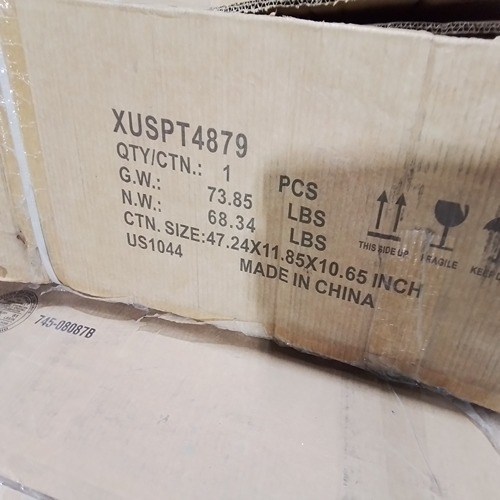 XUSPT4879
QTY/CTN.: 1 PCS
G.W.: 73.85 LBS
N.W.: 68.34 LBS
CTN. SIZE:47.24X11.85X10.65 INCH
US1044 MADE IN CHINA
THIS SIDE UP
FRAGILE
745-08087B